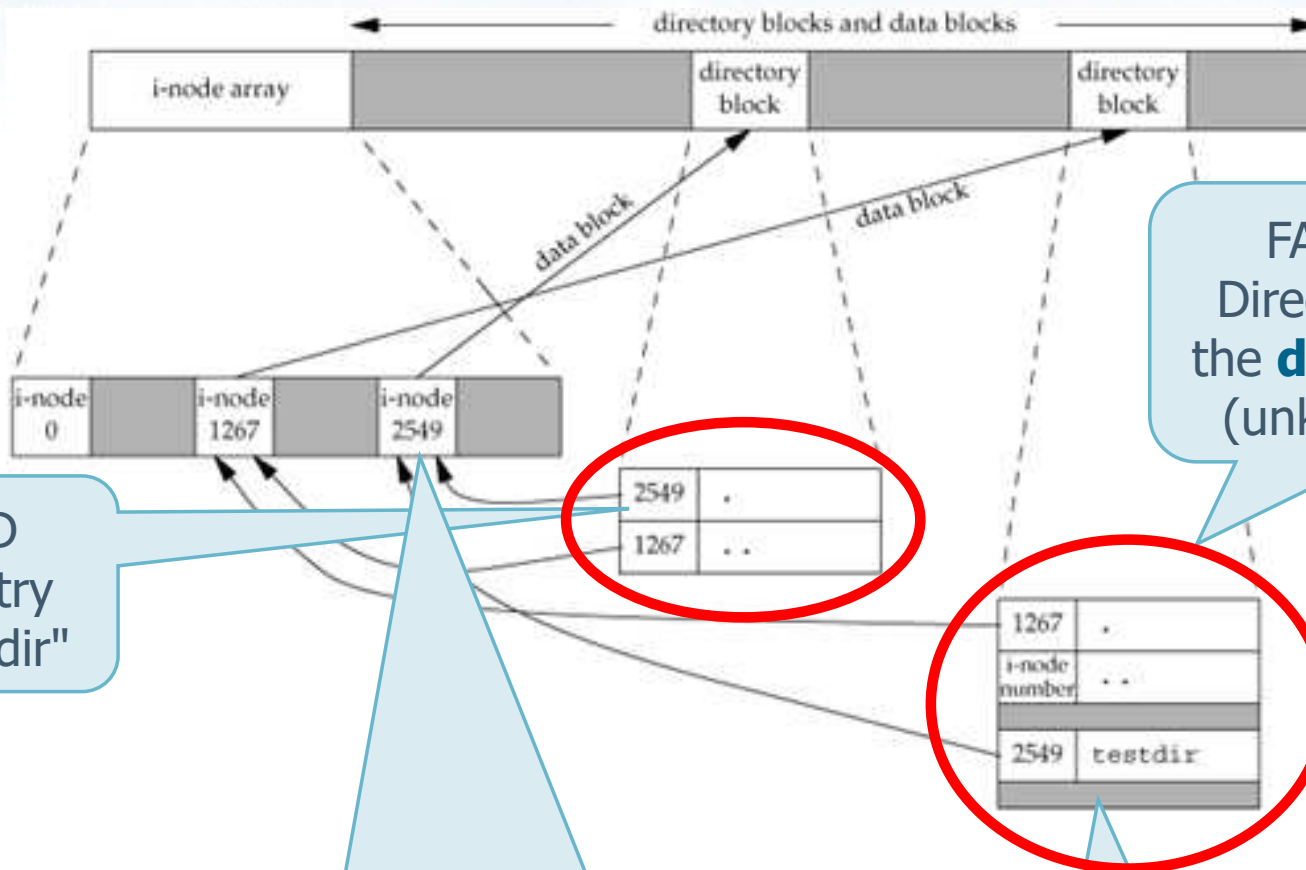 directory blocks and data blocks
i-node array
directory
block
directory
block
data block
data block
FA
Direc
the d
(unk
i-node
0
i-node
1267
i-node
2549
2549 .
1267 ..
D
try
dir"
1267 .
i-node
number ..
2549 testdir